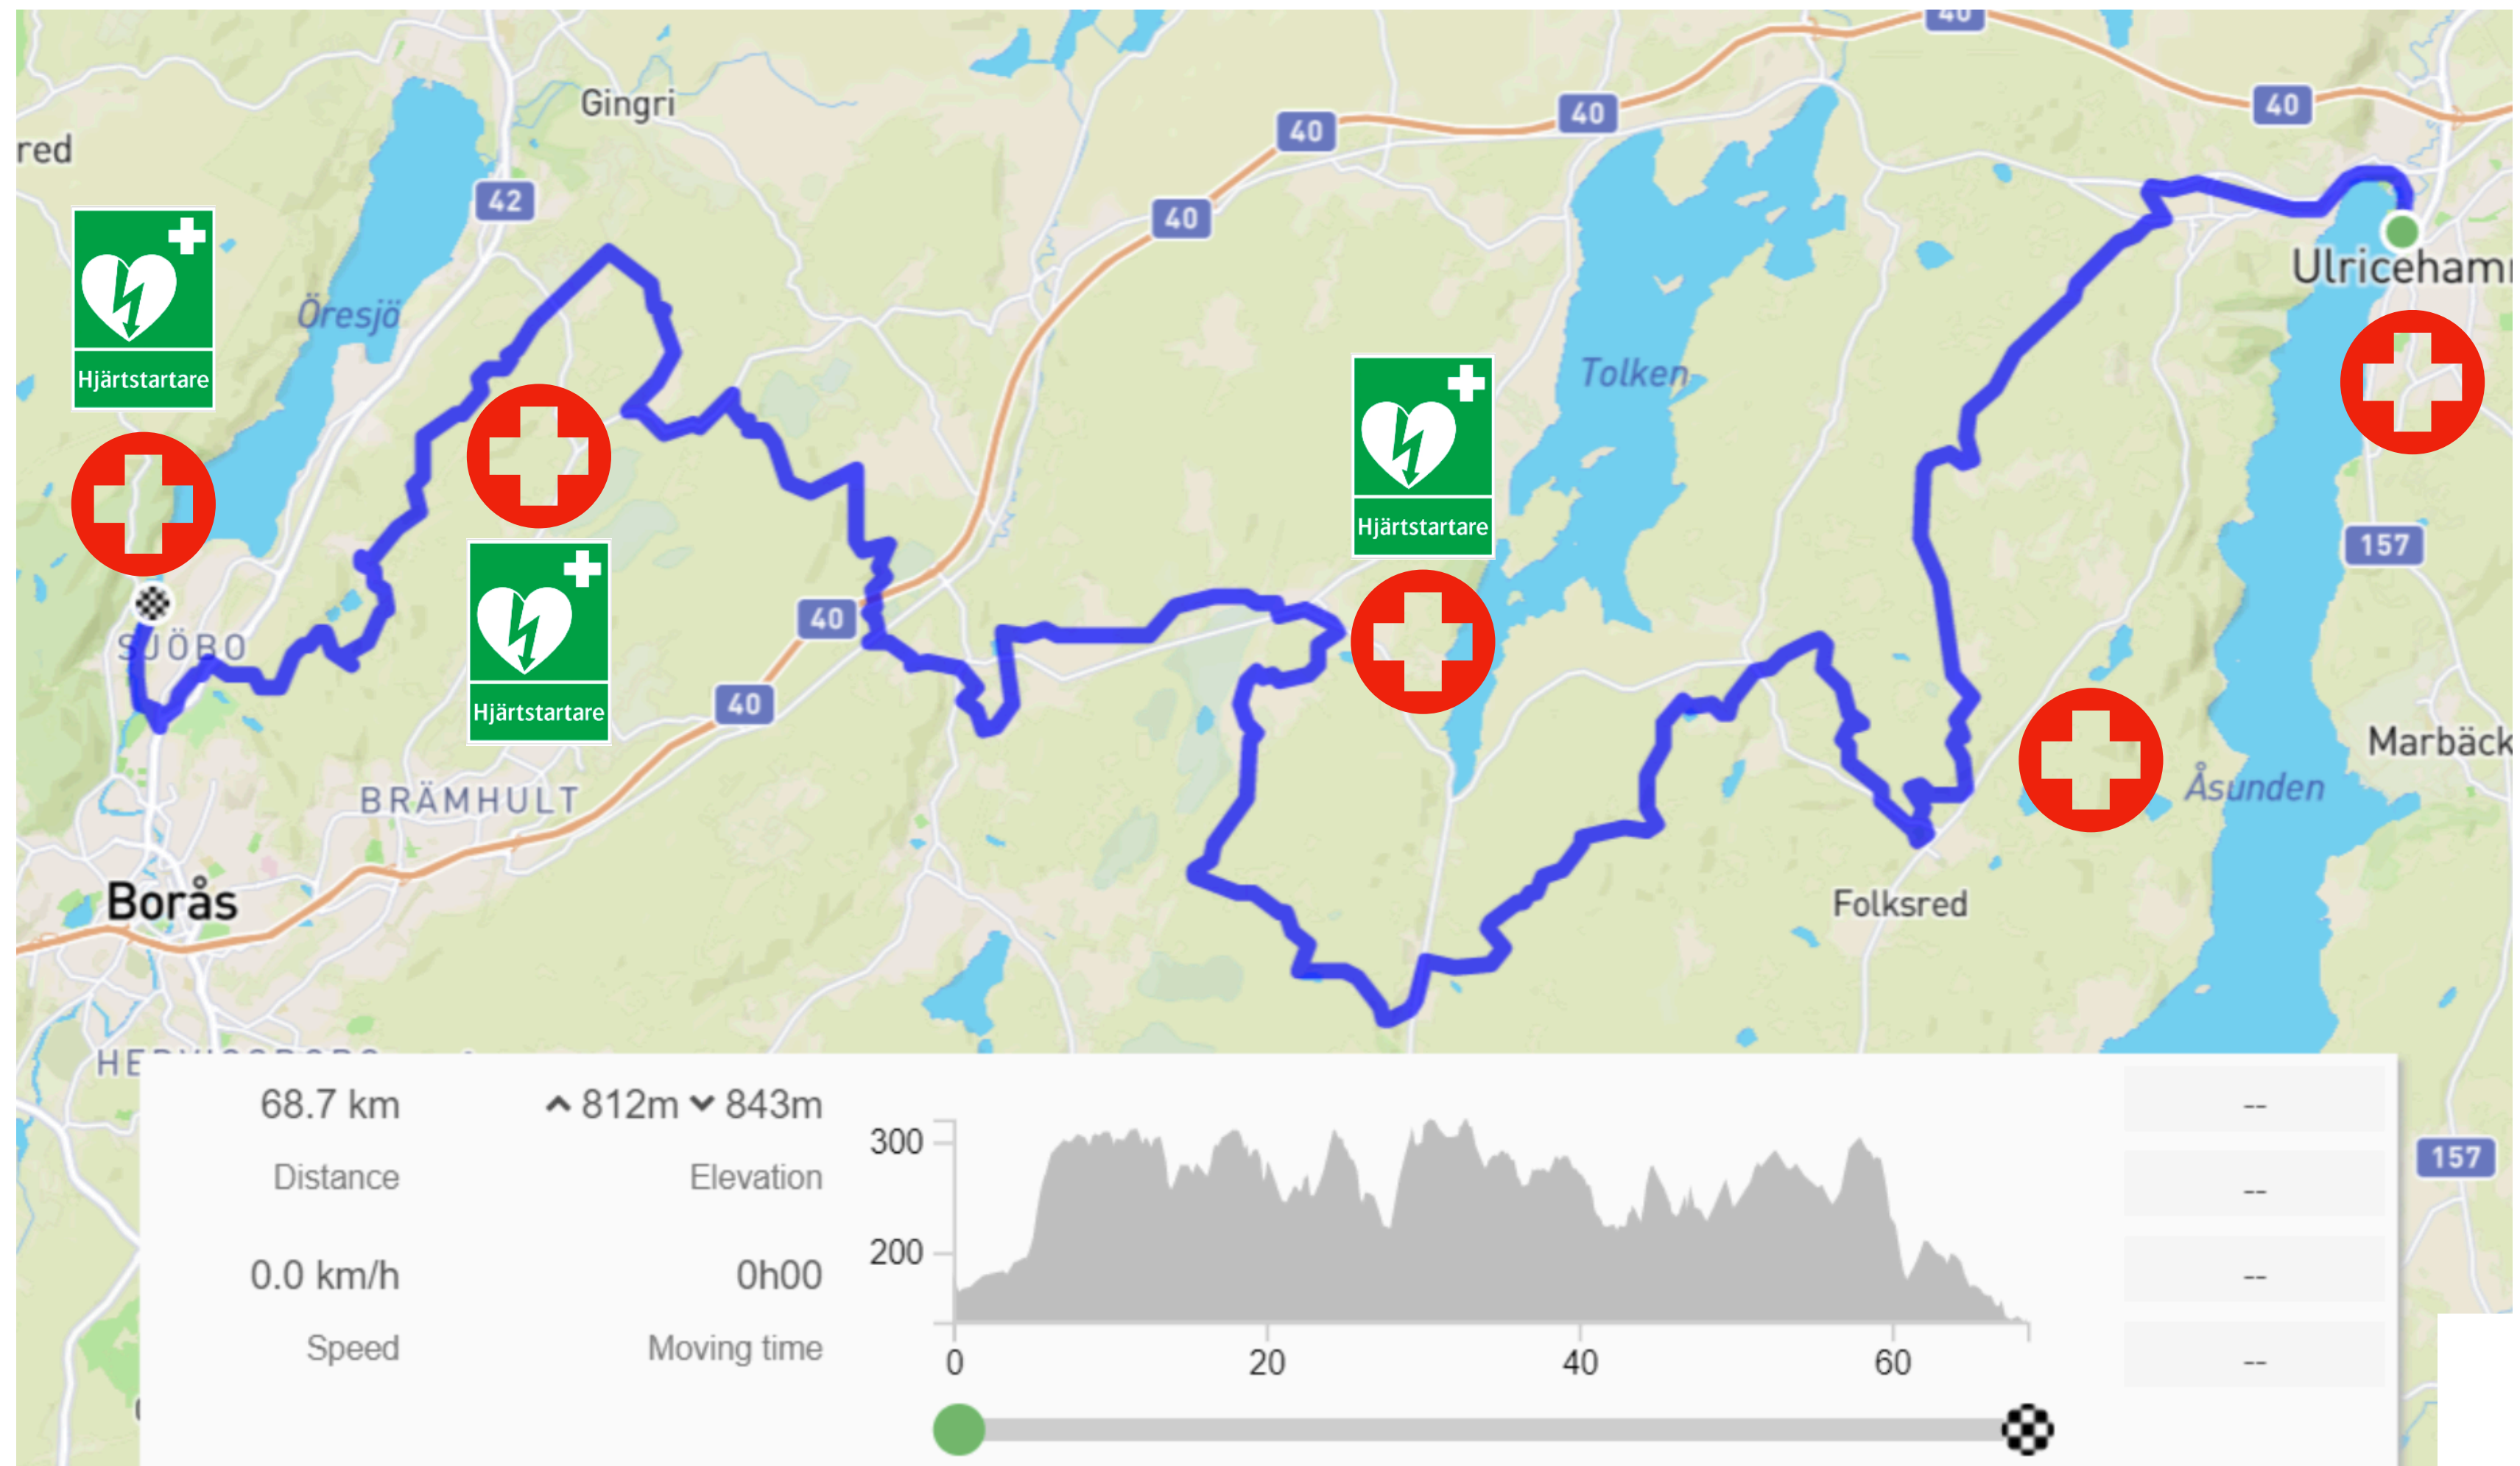 40
Gingri
40
40
40
red
42
40
Ulriceham
Öresjö
Hjärtstartare
Tolken
Hjärtstartare
157
40
SJÖBO
40
Hjärtstartare
Marbäck
BRÄMHULT
Åsunden
Borås
Folksred
68.7 km
812m 843m
Distance
Elevation
0.0 km/h
0h00
Speed
Moving time
300
200
0 20 40 60
--
--
--
--
157